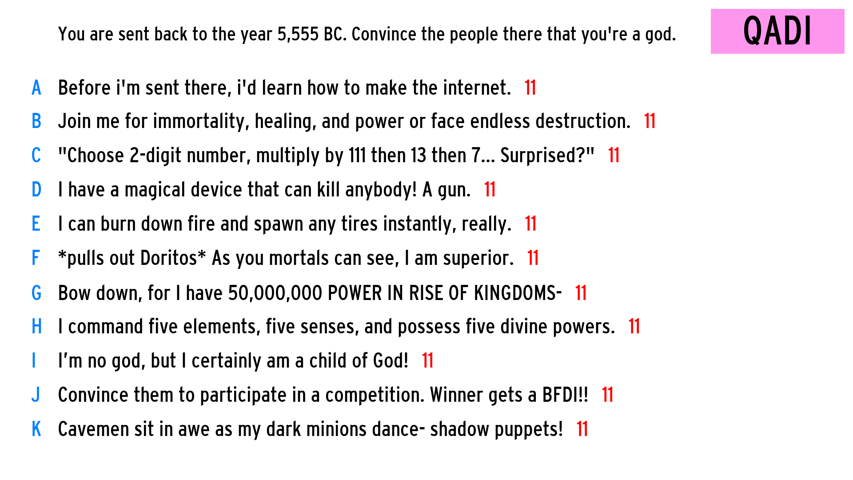 You are sent back to the year 5,555 BC. Convince the people there that you're a god.
QADI
A Before i'm sent there, i'd learn how to make the internet. 11
B Join me for immortality, healing, and power or face endless destruction. 11
C "Choose 2-digit number, multiply by 111 then 13 then 7... Surprised?" 11
D I have a magical device that can kill anybody! A gun. 11
E I can burn down fire and spawn any tires instantly, really. 11
F *pulls out Doritos* As you mortals can see, I am superior. 11
G Bow down, for I have 50,000,000 POWER IN RISE OF KINGDOMS- 11
H I command five elements, five senses, and possess five divine powers. 11
I I’m no god, but I certainly am a child of God! 11
J Convince them to participate in a competition. Winner gets a BFDI!! 11
K Cavemen sit in awe as my dark minions dance- shadow puppets! 11